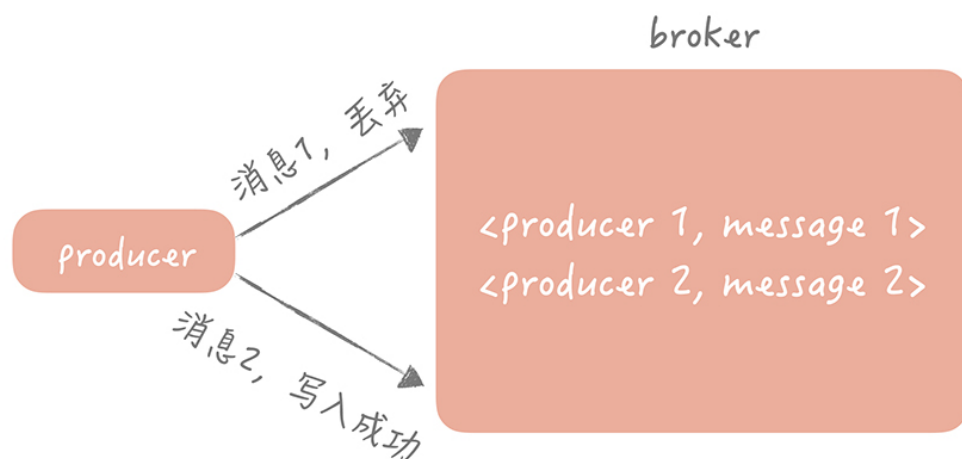 broker
消息1，丢弃
producer
<producer 1, message 1>
<producer 2, message 2>
消息2，写入成功